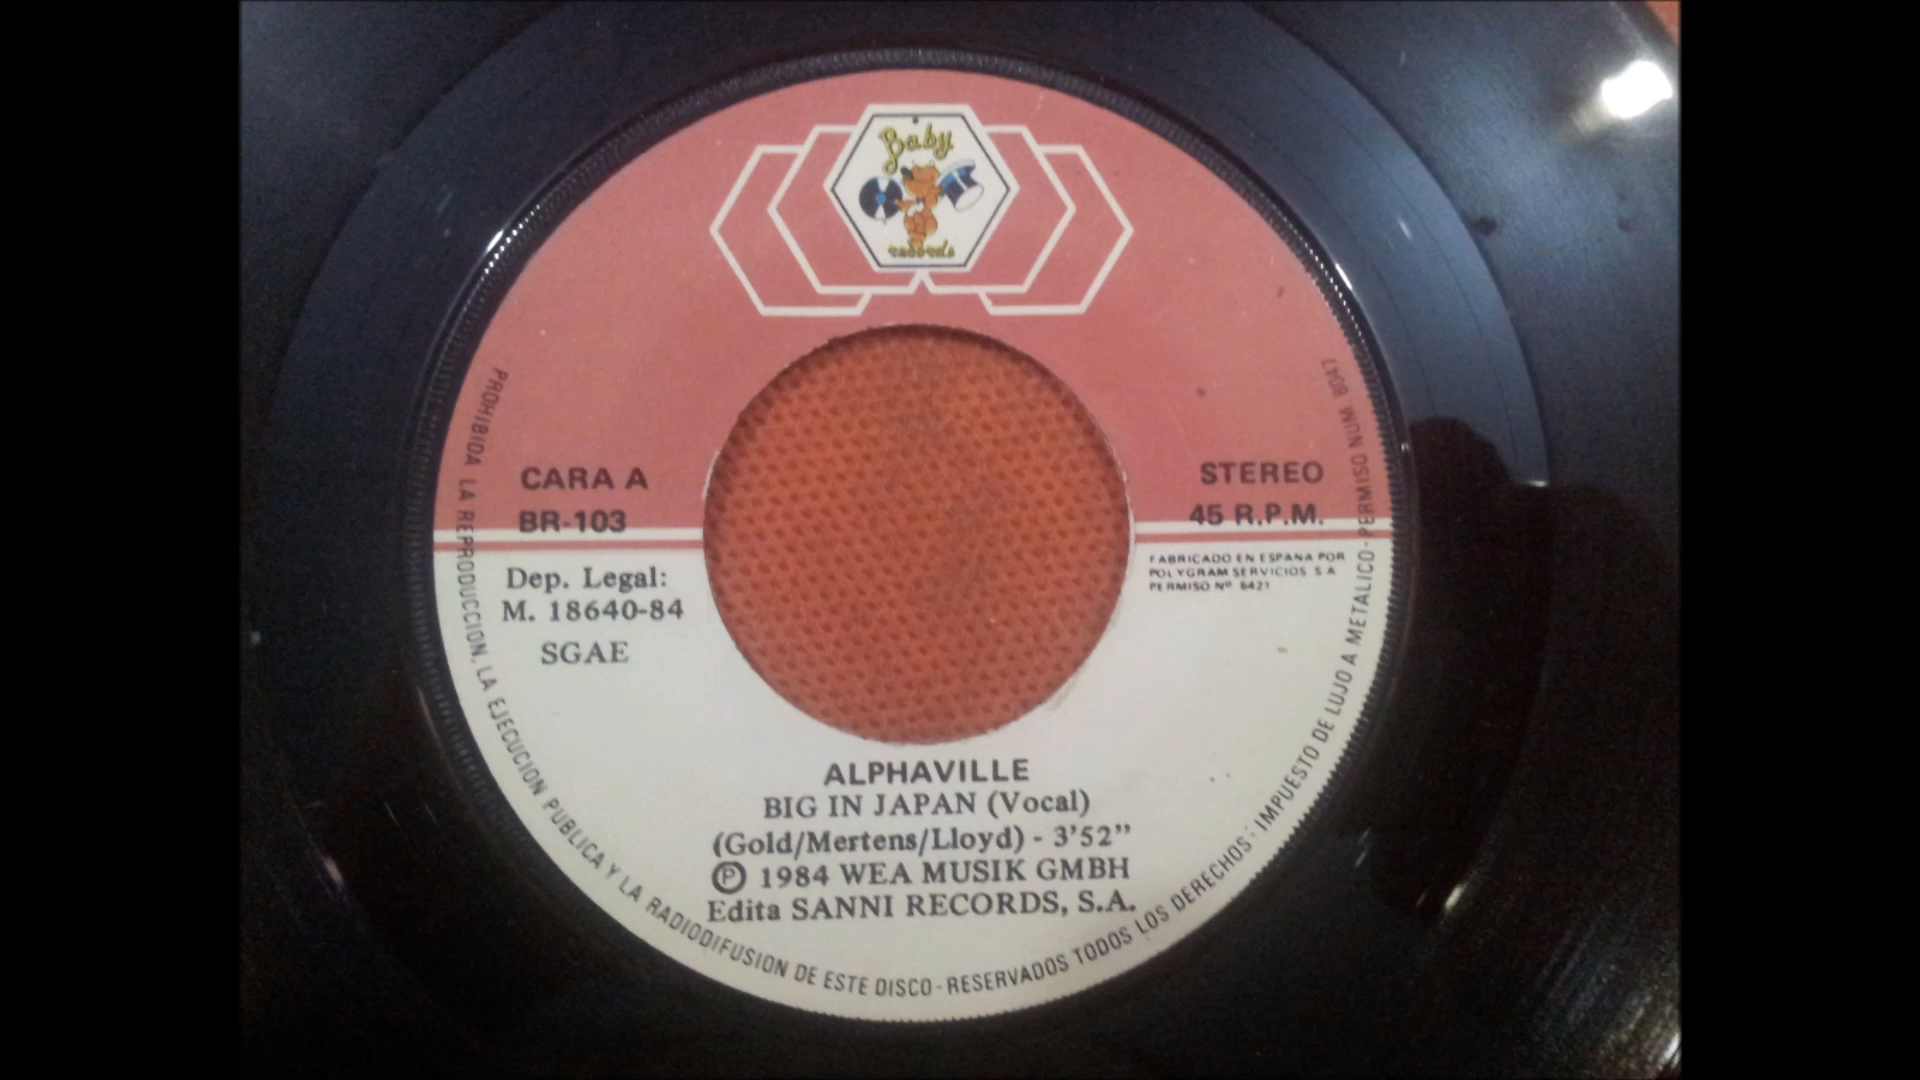 Baby
records
CARA A
BR-103
STEREO
45 R.P.M.
Dep. Legal:
M. 18640-84
SGAE
FABRICADO EN ESPAÑA POR
POLYGRAM SERVICIOS S A
PERMISO Nº 6421
ALPHAVILLE
BIG IN JAPAN (Vocal)
(Gold/Mertens/Lloyd) - 3'52"
Ⓟ 1984 WEA MUSIK GMBH
Edita SANNI RECORDS, S.A.
PROHIBIDA LA REPRODUCCION, LA EJECUCION PUBLICA Y LA RADIODIFUSION DE ESTE DISCO - RESERVADOS TODOS LOS DERECHOS: IMPUESTO DE LUJO A METALICO - PERMISO NUM. 8047